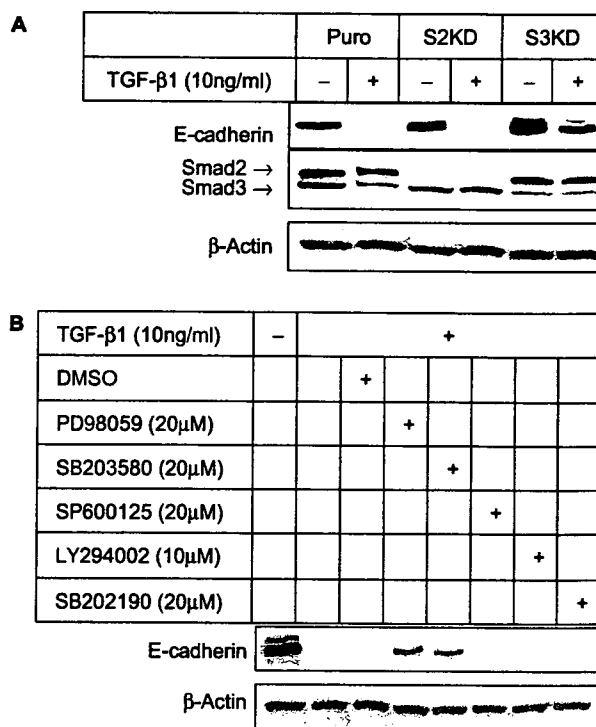 A
Puro S2KD S3KD
TGF-β1 (10ng/ml) − + − + − +
E-cadherin
Smad2 →
Smad3 →
β-Actin
B
TGF-β1 (10ng/ml) − +
DMSO +
PD98059 (20μM) +
SB203580 (20μM) +
SP600125 (20μM) +
LY294002 (10μM) +
SB202190 (20μM) +
E-cadherin
β-Actin